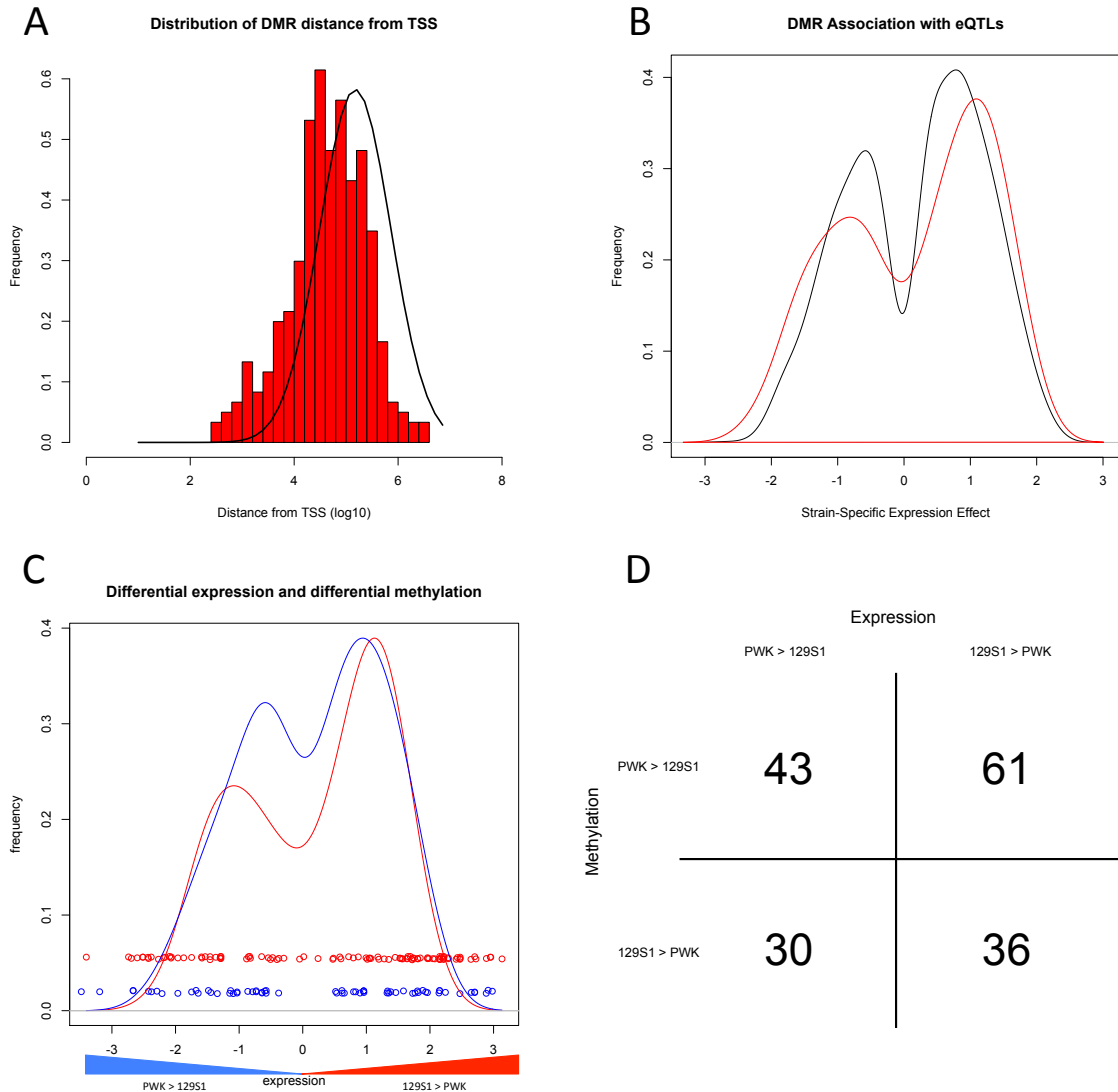 A
Distribution of DMR distance from TSS
Frequency
0.0 0.1 0.2 0.3 0.4 0.5 0.6
0 2 4 6 8
Distance from TSS (log10)
B
DMR Association with eQTLs
Frequency
0.0 0.1 0.2 0.3 0.4
-3 -2 -1 0 1 2 3
Strain-Specific Expression Effect
C
Differential expression and differential methylation
frequency
0.0 0.1 0.2 0.3 0.4
-3 -2 -1 0 1 2 3
PWK > 129S1 expression 129S1 > PWK
D
Expression
PWK > 129S1 129S1 > PWK
Methylation
PWK > 129S1 43 61
129S1 > PWK 30 36